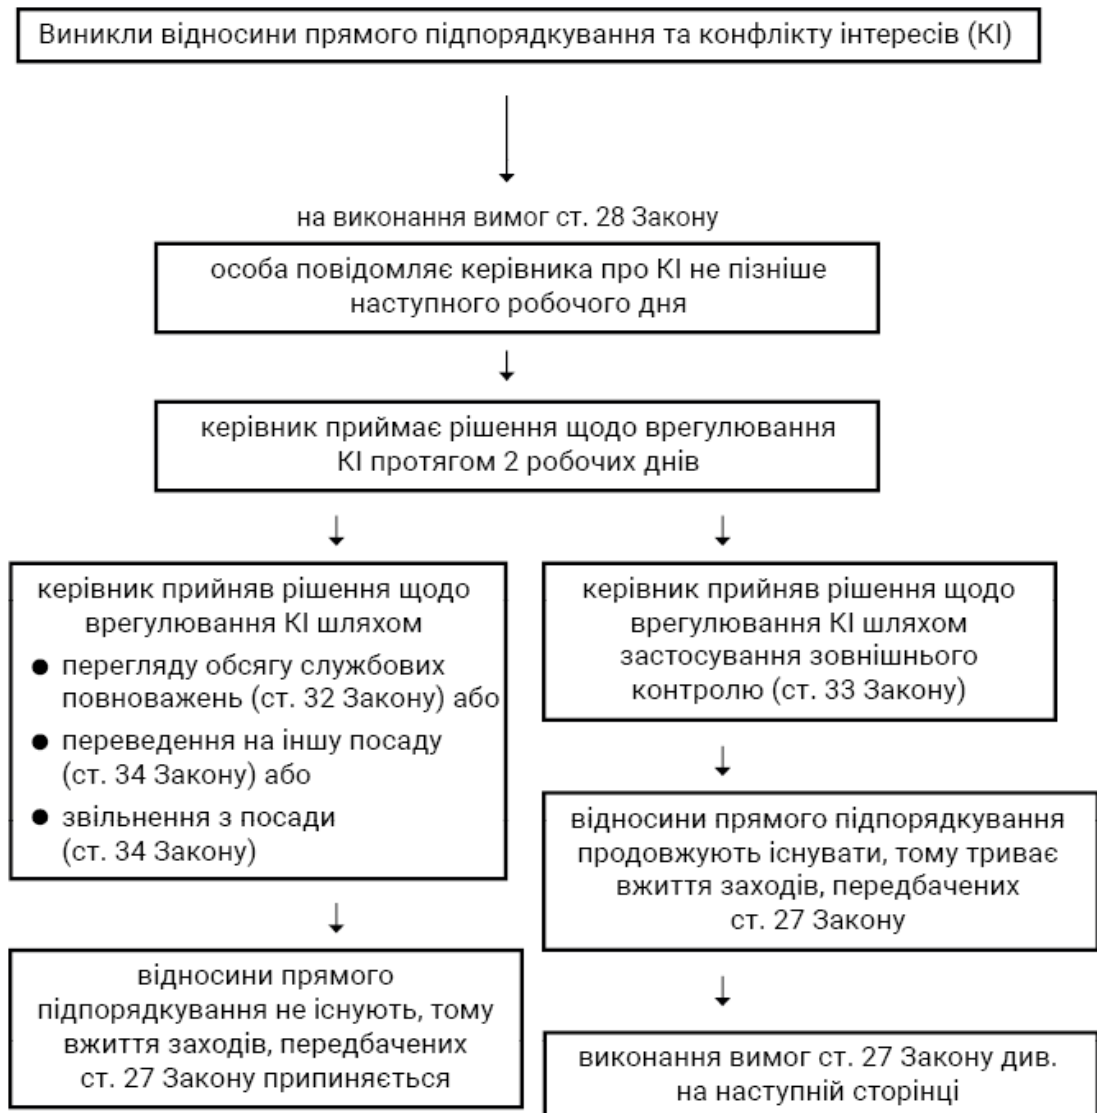 Виникли відносини прямого підпорядкування та конфлікту інтересів (КІ)
на виконання вимог ст. 28 Закону
особа повідомляє керівника про КІ не пізніше
наступного робочого дня
керівник приймає рішення щодо врегулювання
КІ протягом 2 робочих днів
керівник прийняв рішення щодо
врегулювання КІ шляхом
● перегляду обсягу службових
повноважень (ст. 32 Закону) або
● переведення на іншу посаду
(ст. 34 Закону) або
● звільнення з посади
(ст. 34 Закону)
відносини прямого
підпорядкування не існують, тому
вжиття заходів, передбачених
ст. 27 Закону припиняється
керівник прийняв рішення щодо
врегулювання КІ шляхом
застосування зовнішнього
контролю (ст. 33 Закону)
відносини прямого підпорядкування
продовжують існувати, тому триває
вжиття заходів, передбачених
ст. 27 Закону
виконання вимог ст. 27 Закону див.
на наступній сторінці